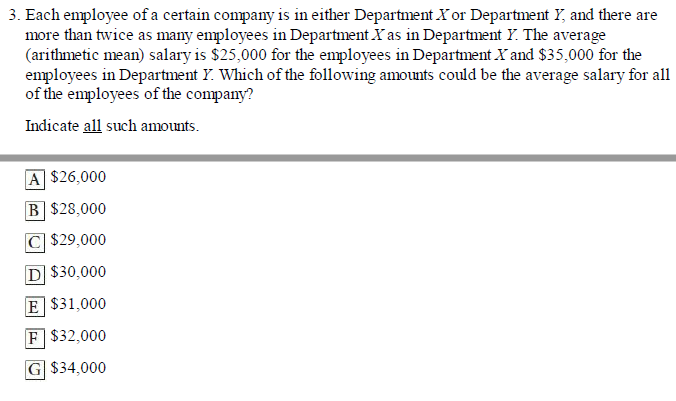 3. Each employee of a certain company is in either Department X or Department Y, and there are
more than twice as many employees in Department X as in Department Y. The average
(arithmetic mean) salary is $25,000 for the employees in Department X and $35,000 for the
employees in Department Y. Which of the following amounts could be the average salary for all
of the employees of the company?
Indicate all such amounts.
A $26,000
B $28,000
C $29,000
D $30,000
E $31,000
F $32,000
G $34,000